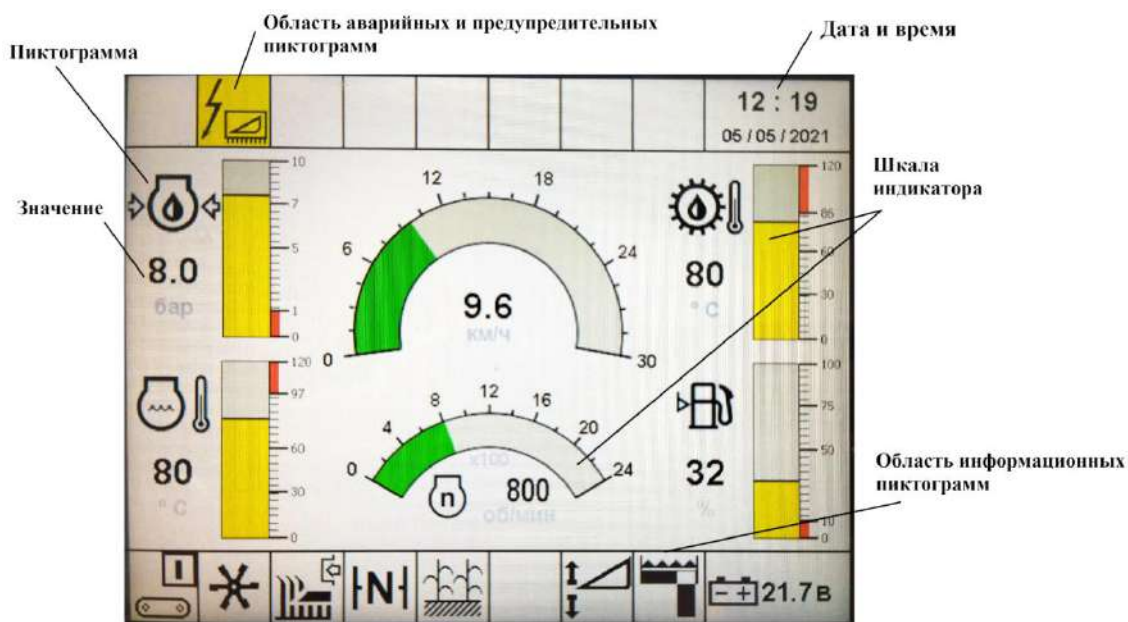 Область аварийных и предупредительных
пиктограмм
Дата и время
Пиктограмма
12 : 19
05 / 05 / 2021
Шкала
индикатора
Значение
10
7
5
1
0
8.0
бар
0
6
12
18
24
30
9.6
км/ч
120
85
60
30
0
80
° C
120
97
60
30
0
80
° C
0
4
8
12
16
20
24
x100
n
800
об/мин
100
75
50
10
0
32
%
Область информационных
пиктограмм
I
N
21.7 В